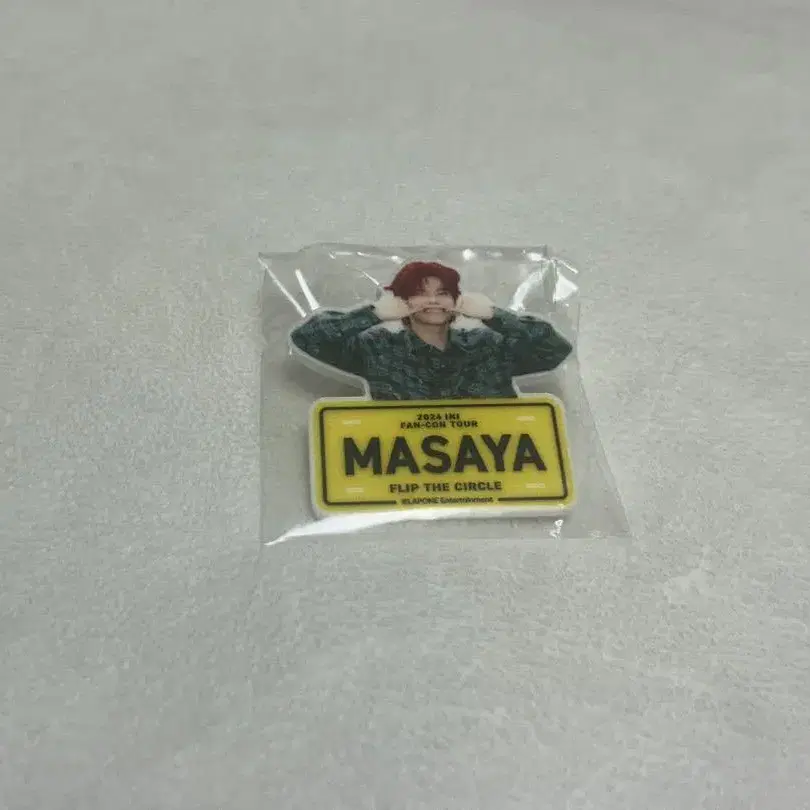 2024 INI
FAN-CON TOUR
MASAYA
FLIP THE CIRCLE
©LAPONE Entertainment